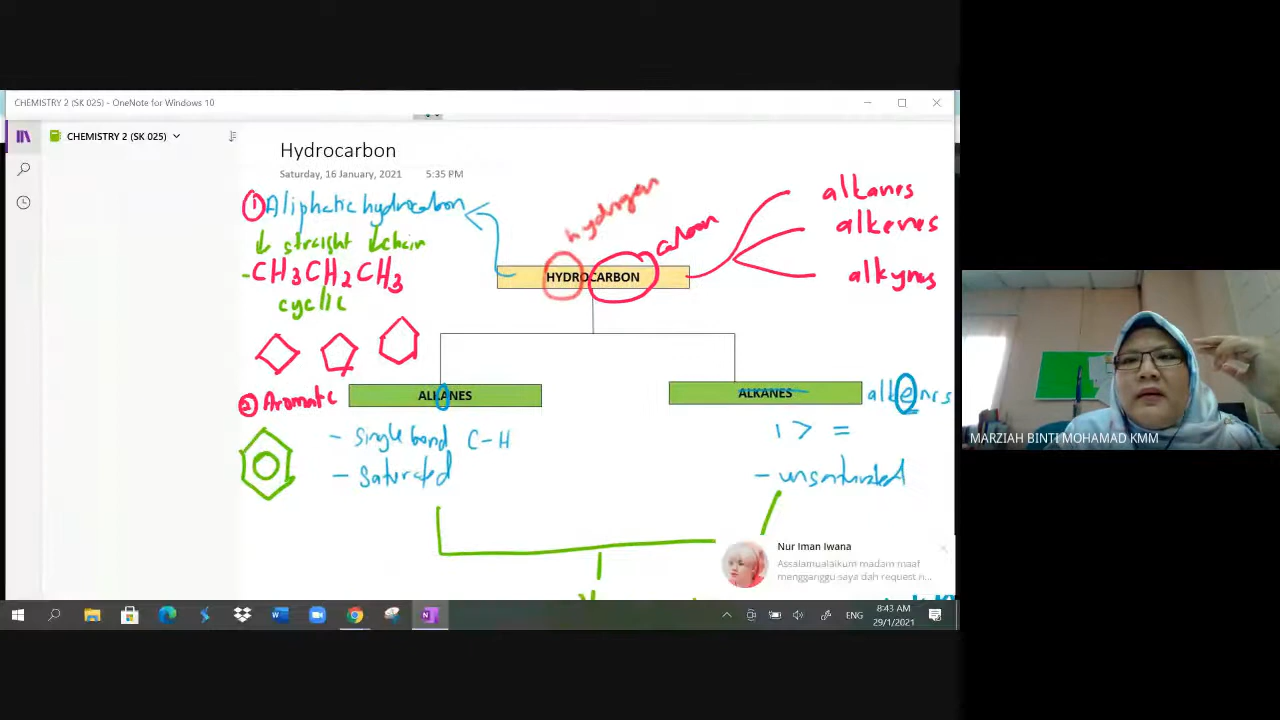 CHEMISTRY 2 (SK 025) - OneNote for Windows 10
CHEMISTRY 2 (SK 025)
Hydrocarbon
Saturday, 16 January, 2021 5:35 PM
① Aliphatic hydrocarbon
↓ straight ↓ chain
-CH3CH2CH3
cyclic
hydrogen
carbon
HYDROCARBON
alkanes
alkenes
alkynes
② Aromatic
ALKANES
- Single bond C-H
- Saturated
ALKANES
alkenes
1 > =
- unsaturated
Nur Iman Iwana
Assalamualaikum madam maaf
mengganggu saya dah request n...
MARZIAH BINTI MOHAMAD KMM
ENG
8:43 AM
29/1/2021